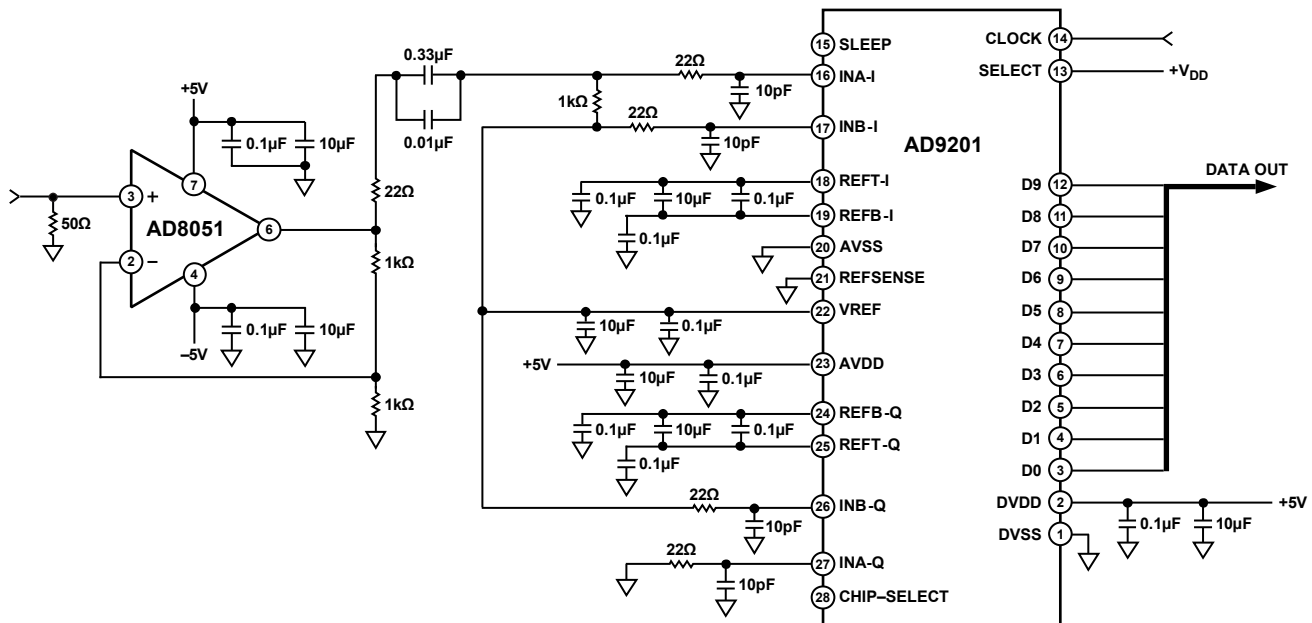 +5V
0.1µF
10µF
3
+
7
AD8051
6
50Ω
2
−
4
−5V
0.1µF
10µF
0.33µF
0.01µF
22Ω
1kΩ
1kΩ
22Ω
10pF
1kΩ
22Ω
10pF
0.1µF
10µF
0.1µF
0.1µF
10µF
0.1µF
+5V
10µF
0.1µF
0.1µF
10µF
0.1µF
0.1µF
22Ω
10pF
22Ω
10pF
AD9201
15 SLEEP
16 INA-I
17 INB-I
18 REFT-I
19 REFB-I
20 AVSS
21 REFSENSE
22 VREF
23 AVDD
24 REFB-Q
25 REFT-Q
26 INB-Q
27 INA-Q
28 CHIP–SELECT
CLOCK 14
SELECT 13
+VDD
DATA OUT
D9 12
D8 11
D7 10
D6 9
D5 8
D4 7
D3 6
D2 5
D1 4
D0 3
DVDD 2
+5V
DVSS 1
0.1µF
10µF